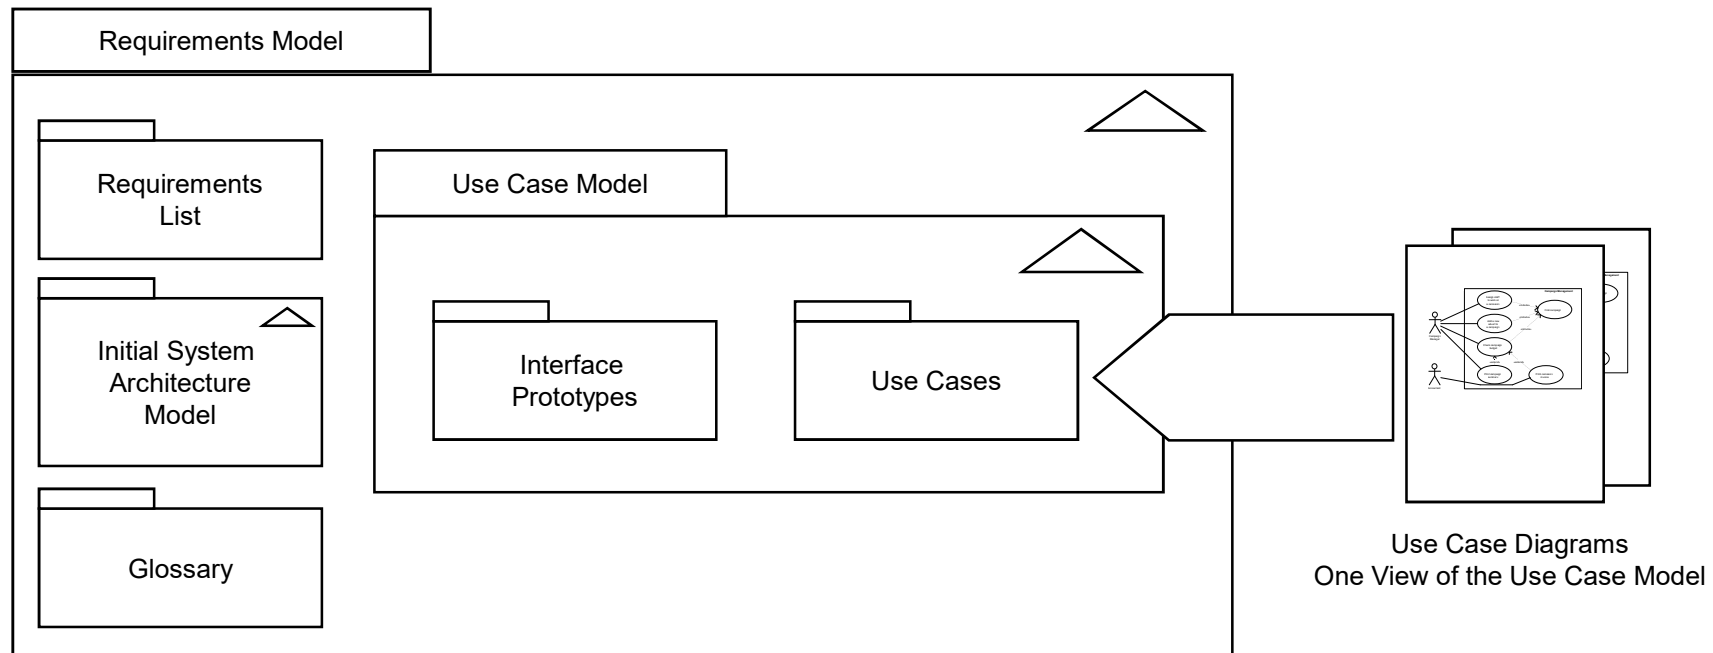 Requirements Model
Requirements
List
Use Case Model
Initial System
Architecture
Model
Interface
Prototypes
Use Cases
Glossary
Use Case Diagrams
One View of the Use Case Model